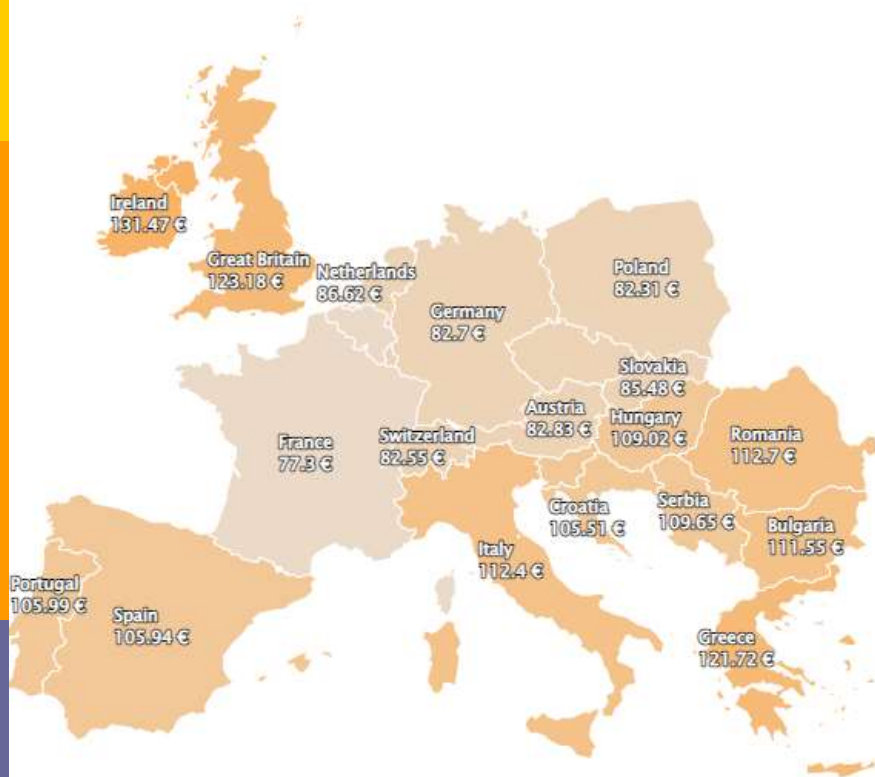 Ireland
131.47 €
Great Britain
123.18 €
Netherlands
86.62 €
Poland
82.31 €
Germany
82.7 €
Slovakia
85.48 €
Austria
82.83 €
Hungary
109.02 €
Romania
112.7 €
France
77.3 €
Switzerland
82.55 €
Croatia
105.51 €
Serbia
109.65 €
Bulgaria
111.55 €
Italy
112.4 €
Portugal
105.99 €
Spain
105.94 €
Greece
121.72 €